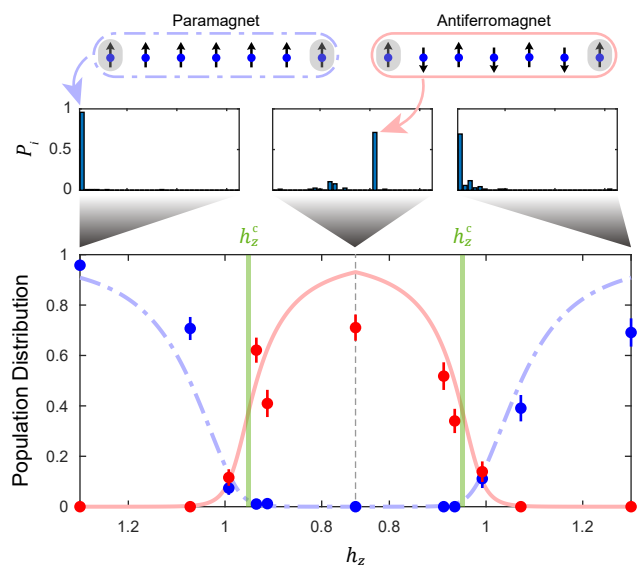 Paramagnet Antiferromagnet
1
0.5
0
P_i
h_z^c h_z^c
1
0.8
0.6
0.4
0.2
0
Population Distribution
1.2 1 0.8 0.8 1 1.2
h_z